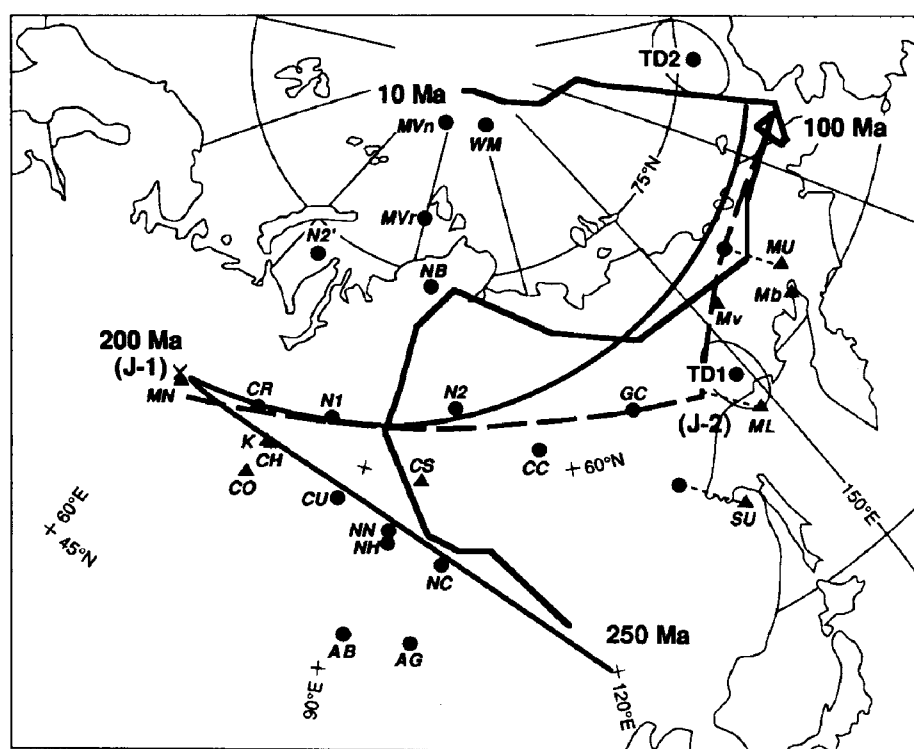 TD2
10 Ma
MVn
WM
100 Ma
75°N
MVr
N2'
NB
MU
Mb
Mv
200 Ma
(J-1)
MN
CR
N1
N2
GC
TD1
(J-2)
ML
K
CH
CO
CS
CC
60°N
CU
SU
150°E
60°E
45°N
NN
NH
NC
250 Ma
AB
AG
90°E
120°E